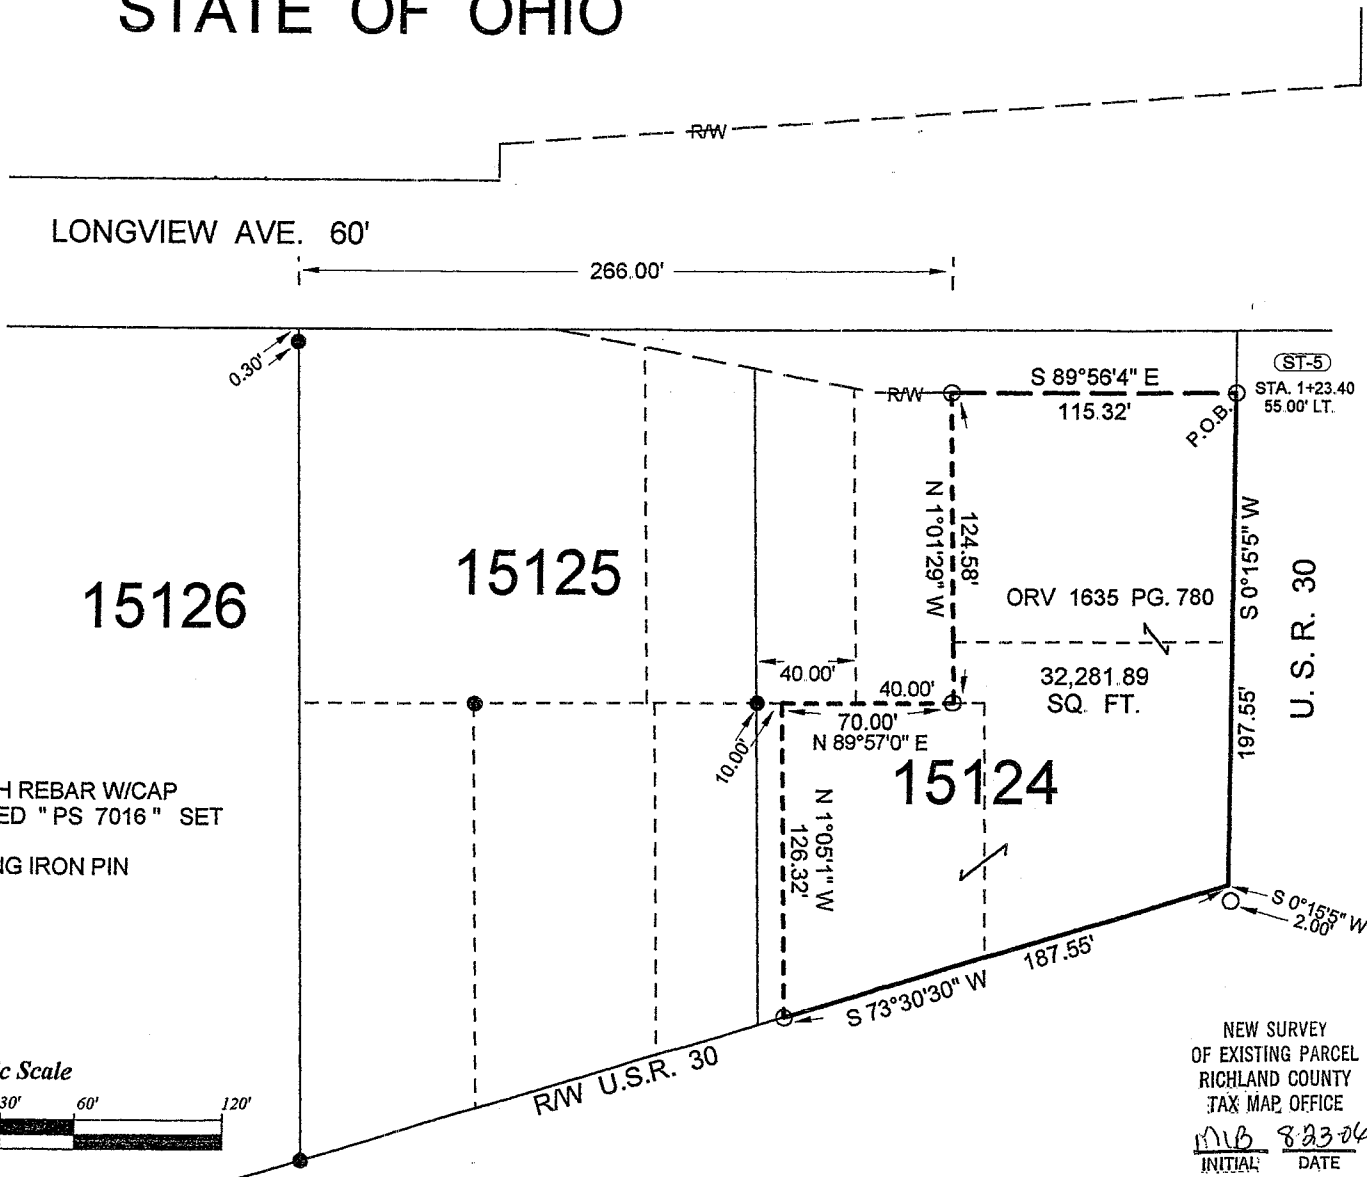 STATE OF OHIO
R/W
LONGVIEW AVE. 60'
266.00'
0.30'
R/W
S 89°56'4" E
115.32'
P.O.B.
ST-5
STA. 1+23.40
55.00' LT.
N 1°01'29" W
124.58'
S 0°15'5" W
197.55'
U.S.R. 30
15126
15125
ORV 1635 PG. 780
32,281.89
SQ. FT.
40.00'
40.00'
70.00'
N 89°57'0" E
10.00'
15124
N 1°05'1" W
126.32'
H REBAR W/CAP
ED "PS 7016" SET
NG IRON PIN
S 0°15'5" W
2.00'
187.55'
S 73°30'30" W
R/W U.S.R. 30
c Scale
30' 60' 120'
NEW SURVEY
OF EXISTING PARCEL
RICHLAND COUNTY
TAX MAP OFFICE
MLB 8-23-04
INITIAL DATE